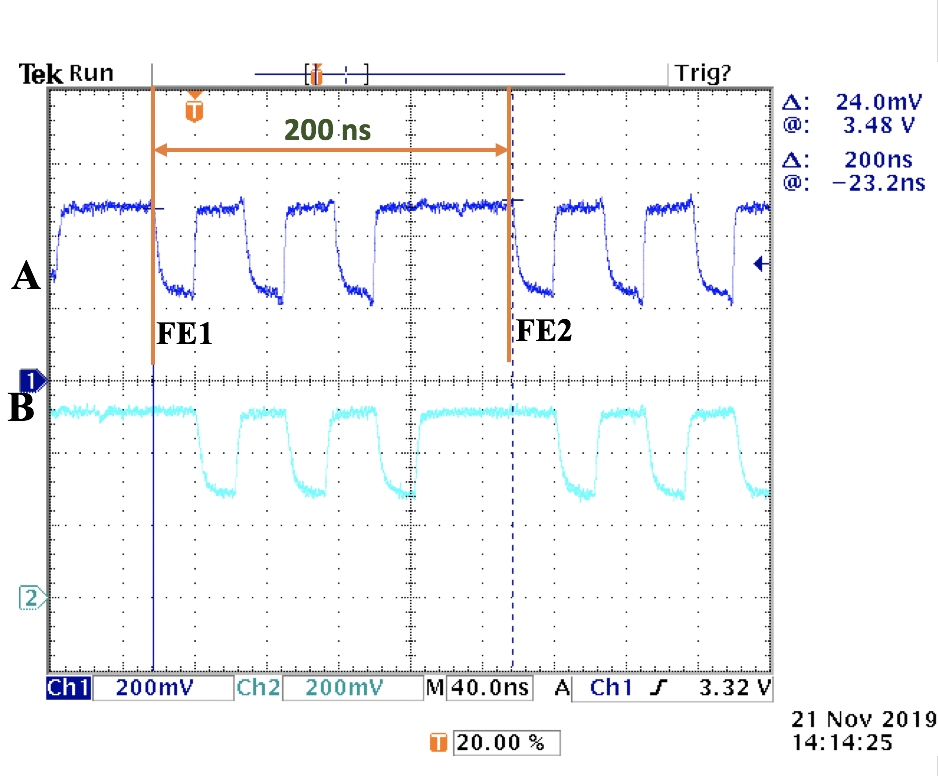 Tek Run
Trig?
T
T
200 ns
Δ: 24.0mV
@: 3.48 V
Δ: 200ns
@: −23.2ns
A
FE1
FE2
1
B
2
Ch1 200mV Ch2 200mV M 40.0ns A Ch1 3.32 V
T 20.00 %
21 Nov 2019
14:14:25